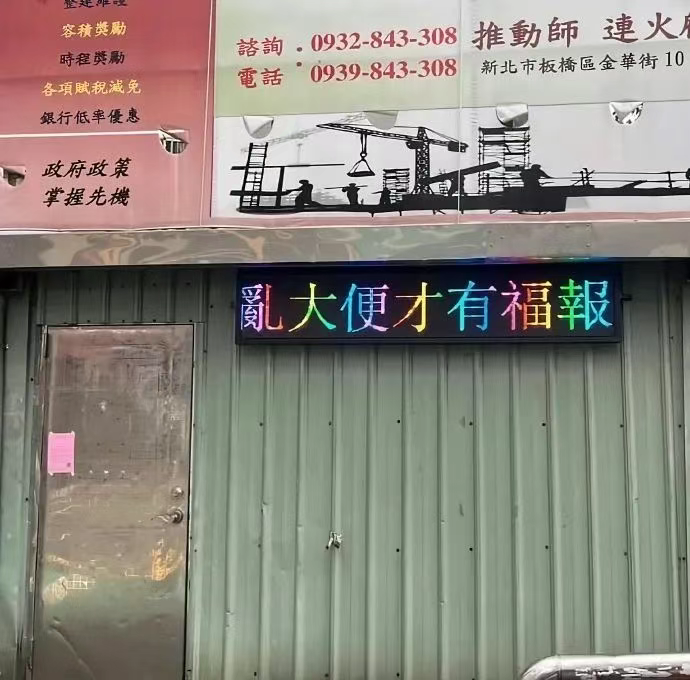 整建維護
容積獎勵
時程獎勵
各項賦稅減免
銀行低率優惠
政府政策
掌握先機
諮詢:0932-843-308
電話:0939-843-308
推動師 連火
新北市板橋區金華街10
亂大便才有福報